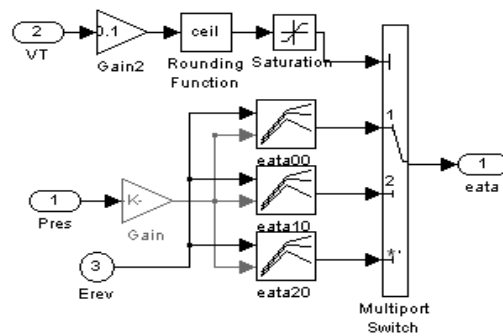 2
VT
0.1
Gain2
ceil
Rounding
Function
Saturation
1
eata00
1
Pres
K-
Gain
2
eata10
1
eata
3
Erev
eata20
*,
Multiport
Switch